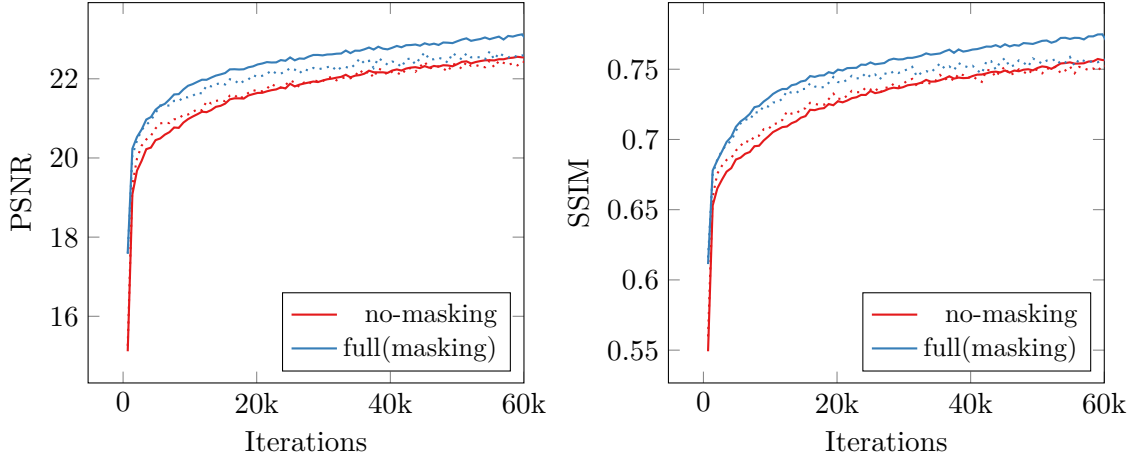 PSNR
22
20
18
16
0
20k
40k
60k
Iterations
no-masking
full(masking)
SSIM
0.75
0.7
0.65
0.6
0.55
0
20k
40k
60k
Iterations
no-masking
full(masking)